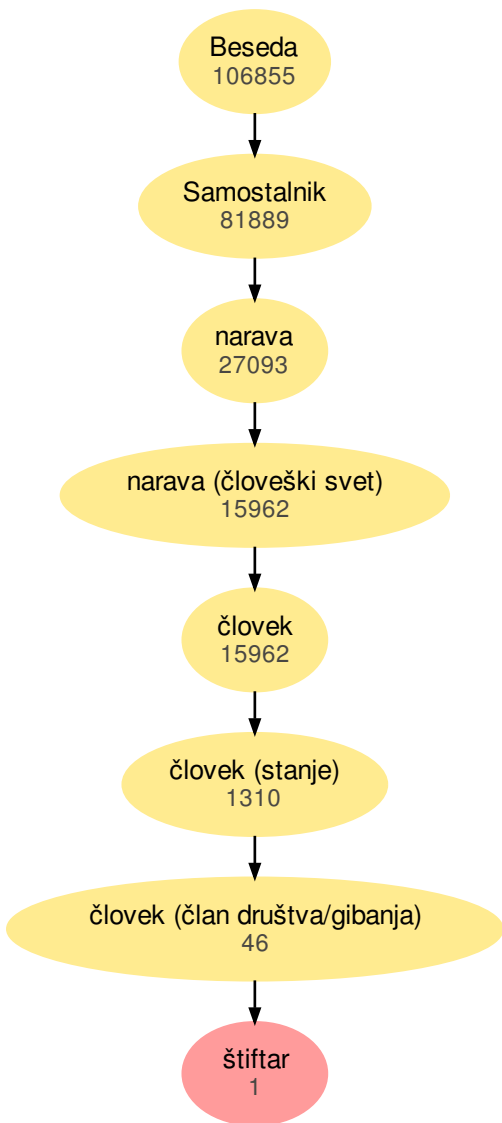 Beseda
106855
Samostalnik
81889
narava
27093
narava (človeški svet)
15962
človek
15962
človek (stanje)
1310
človek (član društva/gibanja)
46
štiftar
1